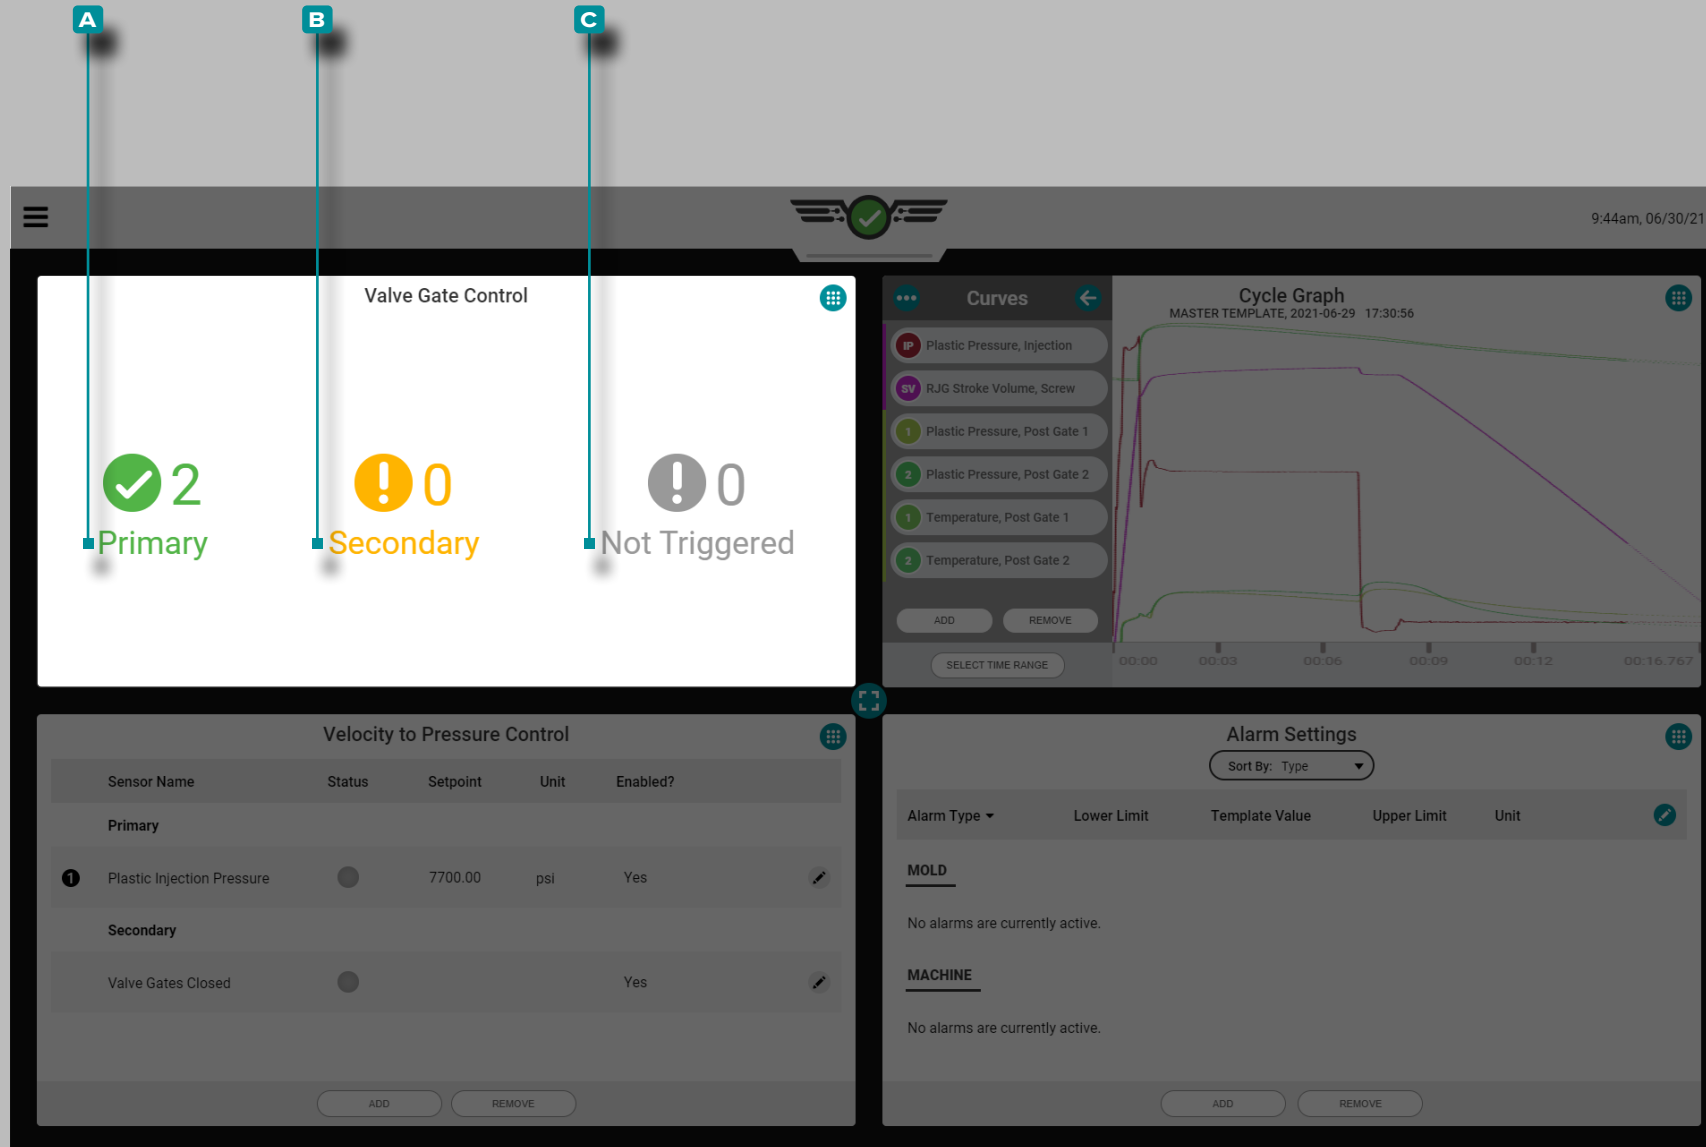 A B C
9:44am, 06/30/21
Valve Gate Control
2 0 0
Primary Secondary Not Triggered
Curves
IP Plastic Pressure, Injection
SV RJG Stroke Volume, Screw
1 Plastic Pressure, Post Gate 1
2 Plastic Pressure, Post Gate 2
1 Temperature, Post Gate 1
2 Temperature, Post Gate 2
ADD REMOVE
SELECT TIME RANGE
Cycle Graph
MASTER TEMPLATE, 2021-06-29 17:30:56
00:00 00:03 00:06 00:09 00:12 00:16.767
Velocity to Pressure Control
Sensor Name Status Setpoint Unit Enabled?
Primary
1 Plastic Injection Pressure 7700.00 psi Yes
Secondary
Valve Gates Closed Yes
ADD REMOVE
Alarm Settings
Sort By: Type
Alarm Type Lower Limit Template Value Upper Limit Unit
MOLD
No alarms are currently active.
MACHINE
No alarms are currently active.
ADD REMOVE